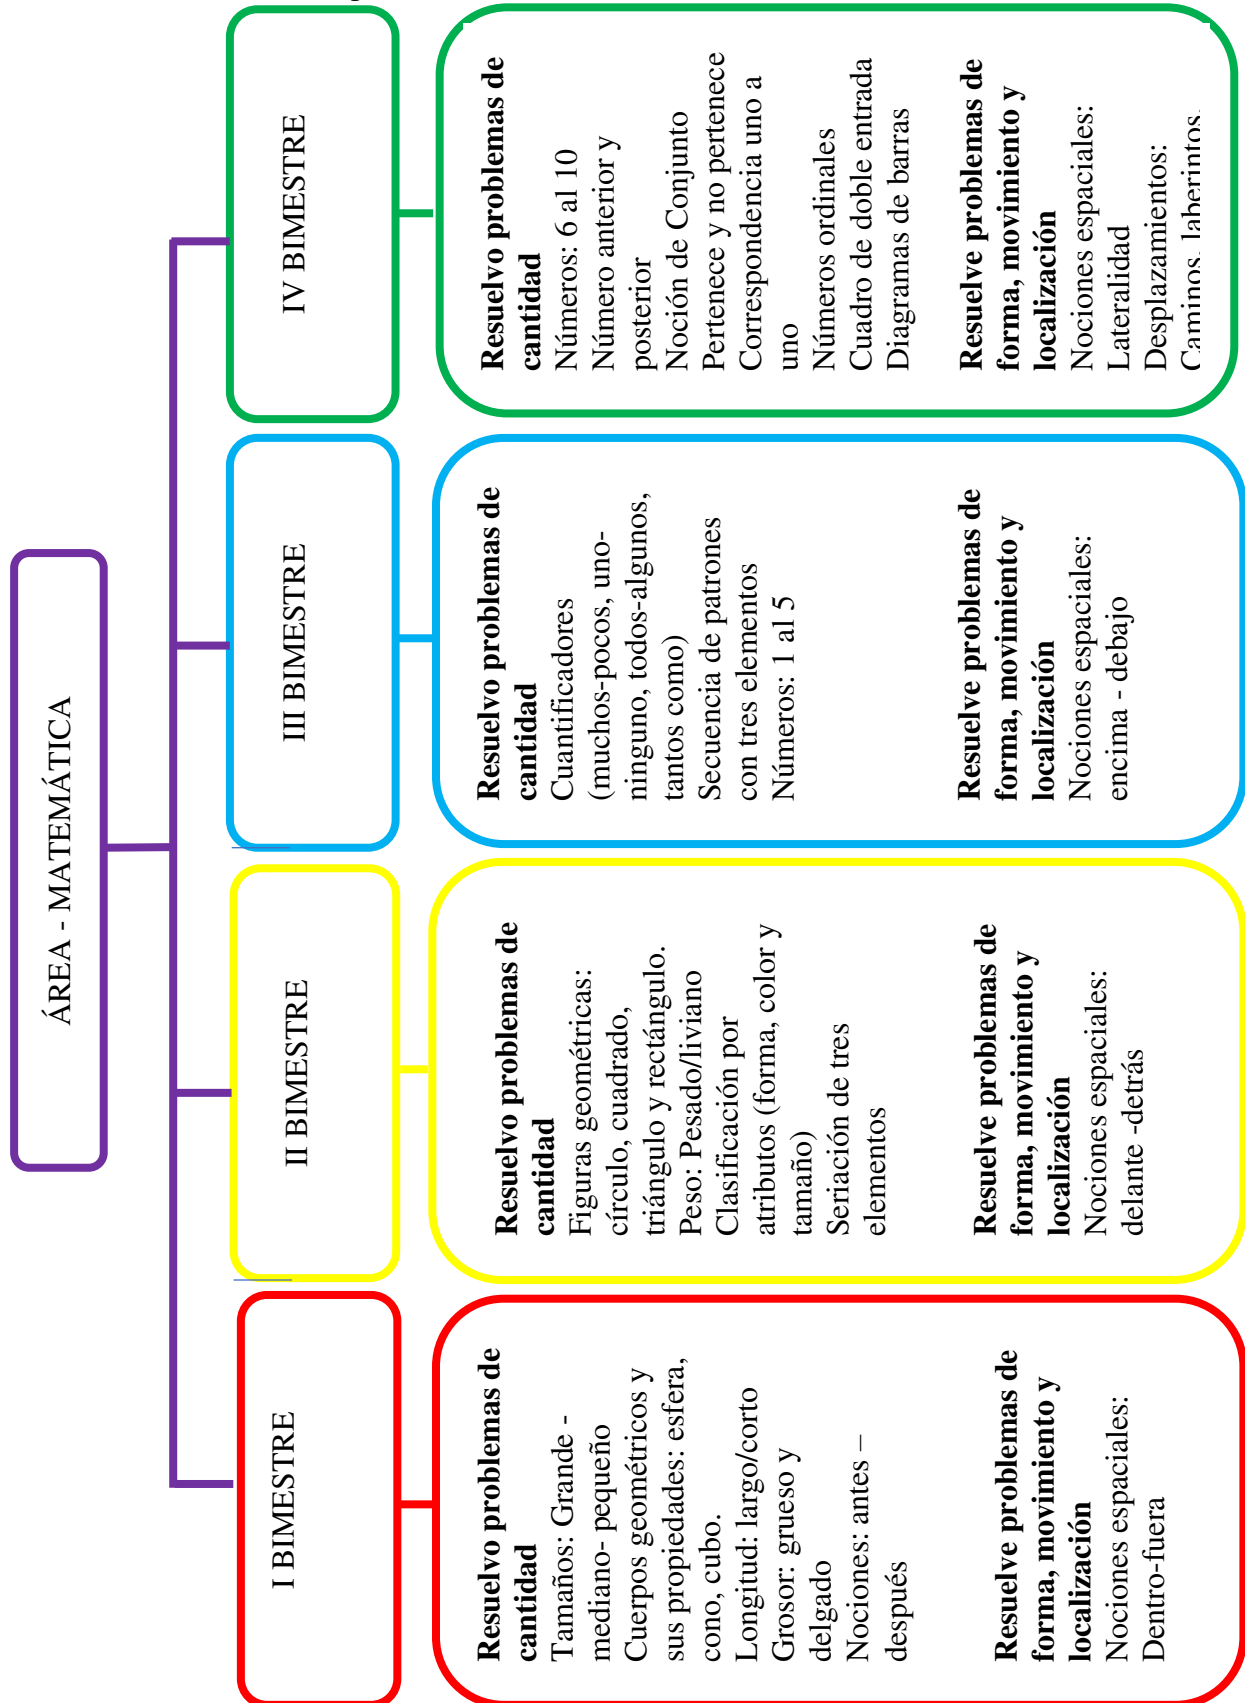 ÁREA - MATEMÁTICA
I BIMESTRE
Resuelvo problemas de
cantidad
Tamaños: Grande -
mediano- pequeño
Cuerpos geométricos y
sus propiedades: esfera,
cono, cubo.
Longitud: largo/corto
Grosor: grueso y
delgado
Nociones: antes –
después
Resuelve problemas de
forma, movimiento y
localización
Nociones espaciales:
Dentro-fuera
II BIMESTRE
Resuelvo problemas de
cantidad
Figuras geométricas:
círculo, cuadrado,
triángulo y rectángulo.
Peso: Pesado/liviano
Clasificación por
atributos (forma, color y
tamaño)
Seriación de tres
elementos
Resuelve problemas de
forma, movimiento y
localización
Nociones espaciales:
delante -detrás
III BIMESTRE
Resuelvo problemas de
cantidad
Cuantificadores
(muchos-pocos, uno-
ninguno, todos-algunos,
tantos como)
Secuencia de patrones
con tres elementos
Números: 1 al 5
Resuelve problemas de
forma, movimiento y
localización
Nociones espaciales:
encima - debajo
IV BIMESTRE
Resuelvo problemas de
cantidad
Números: 6 al 10
Número anterior y
posterior
Noción de Conjunto
Pertenece y no pertenece
Correspondencia uno a
uno
Números ordinales
Cuadro de doble entrada
Diagramas de barras
Resuelve problemas de
forma, movimiento y
localización
Nociones espaciales:
Lateralidad
Desplazamientos:
Caminos, laberintos.